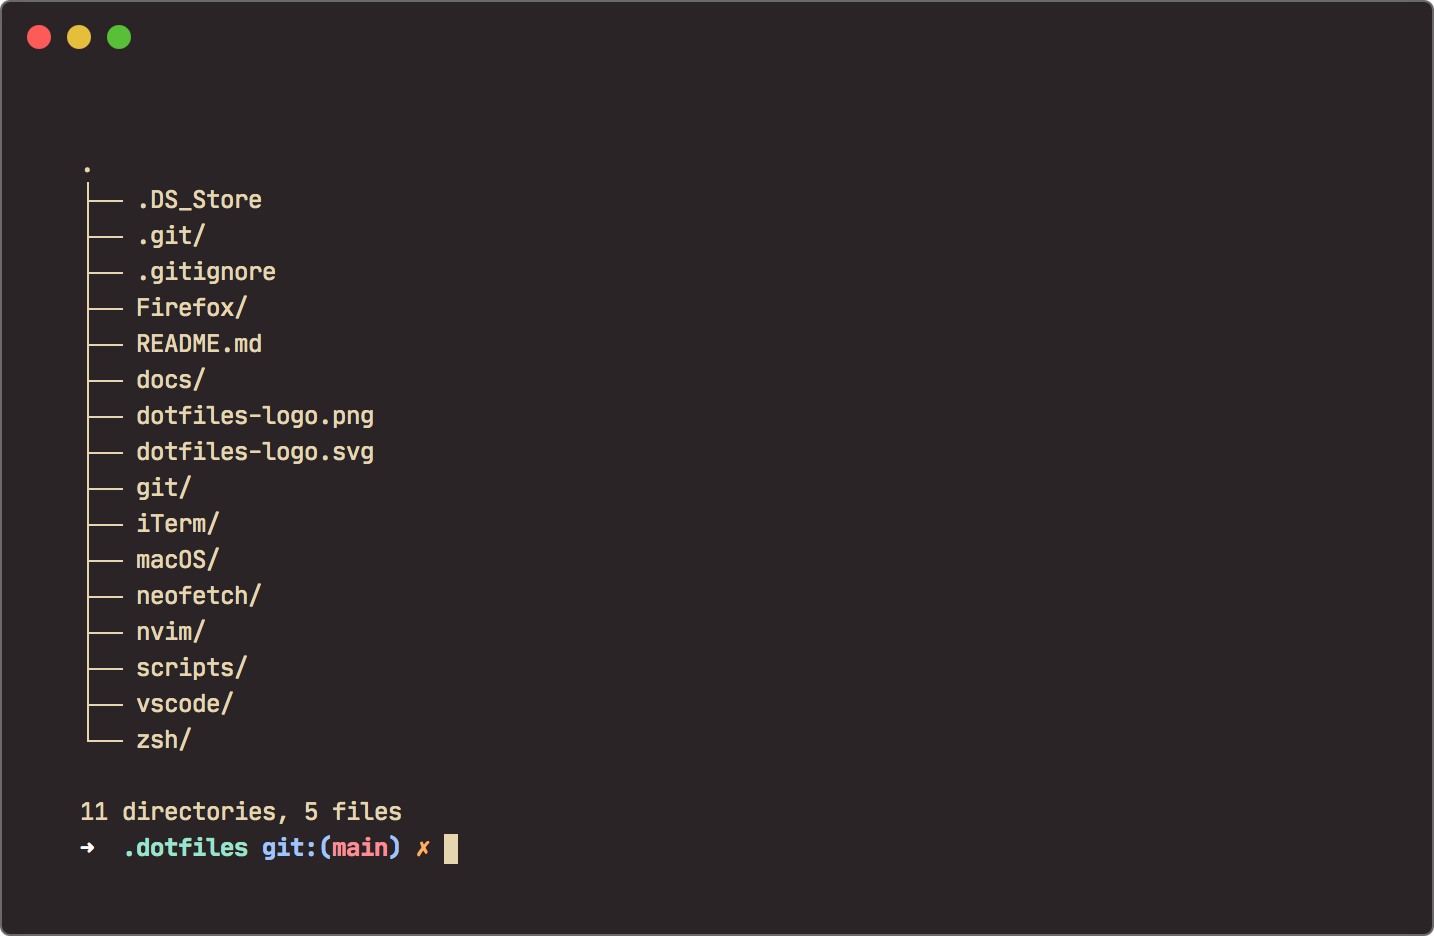 .
├── .DS_Store
├── .git/
├── .gitignore
├── Firefox/
├── README.md
├── docs/
├── dotfiles-logo.png
├── dotfiles-logo.svg
├── git/
├── iTerm/
├── macOS/
├── neofetch/
├── nvim/
├── scripts/
├── vscode/
└── zsh/
11 directories, 5 files
➜  .dotfiles git:(main) ✗